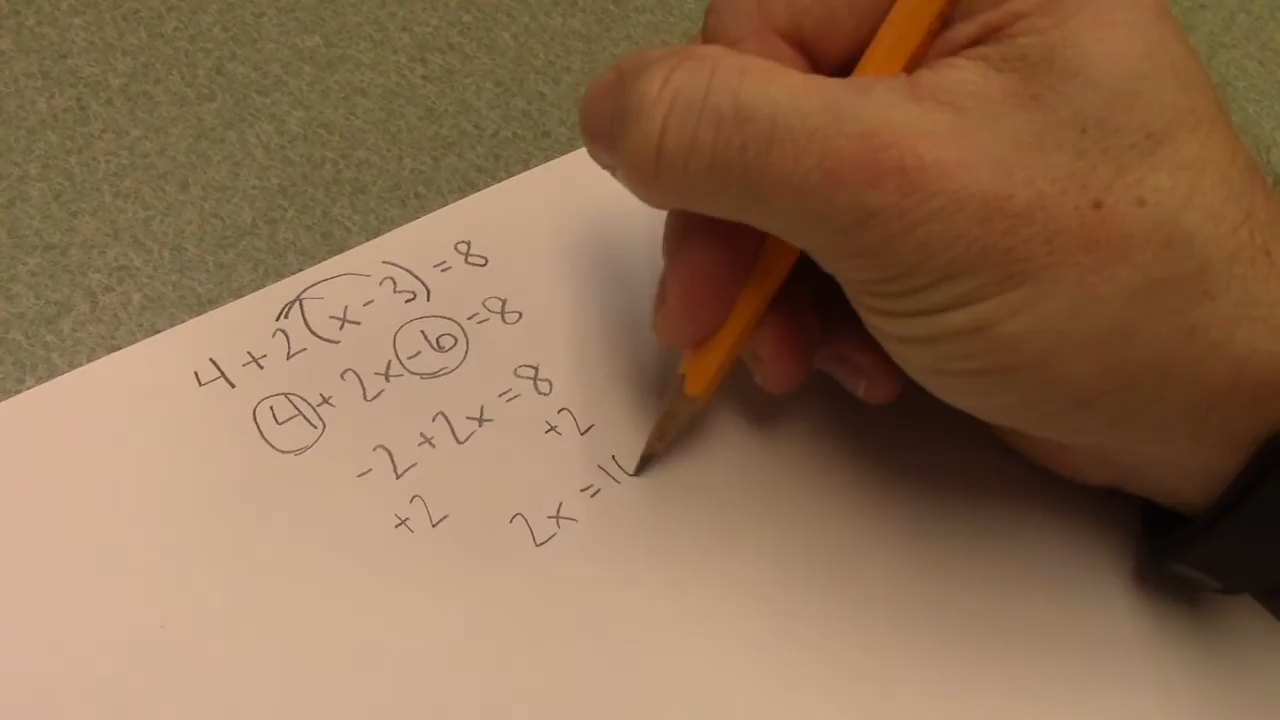 4+2(x-3)=8
4+2x-6=8
-2+2x=8
+2 +2
2x=1